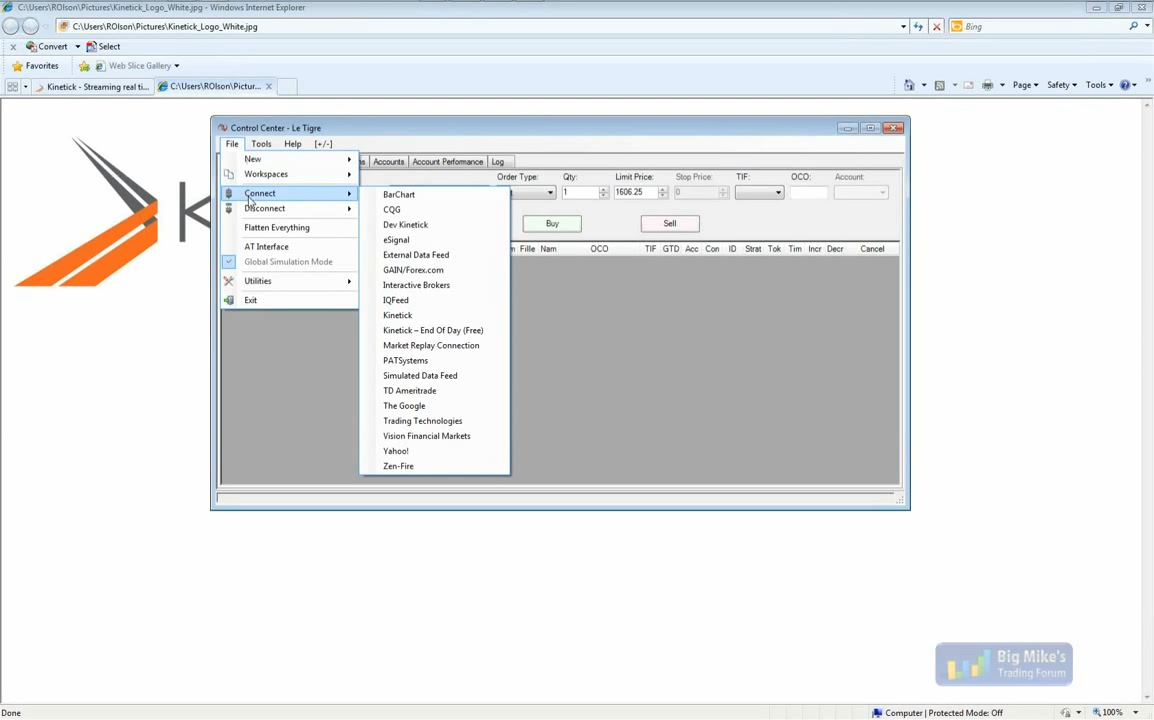 C:\Users\ROlson\Pictures\Kinetick_Logo_White.jpg - Windows Internet Explorer
C:\Users\ROlson\Pictures\Kinetick_Logo_White.jpg
Bing
Convert
Select
Favorites
Web Slice Gallery
Kinetick - Streaming real ti...
C:\Users\ROlson\Pictur...
Page
Safety
Tools
K
Control Center - Le Tigre
File
Tools
Help
[+/-]
Accounts
Account Performance
Log
Order Type:
Qty:
Limit Price:
Stop Price:
TIF:
OCO:
Account:
1
1606.25
0
Buy
Sell
Fille
Nam
OCO
TIF
GTD
Acc
Con
ID
Strat
Tok
Tim
Incr
Decr
Cancel
New
Workspaces
Connect
Disconnect
Flatten Everything
AT Interface
Global Simulation Mode
Utilities
Exit
BarChart
CQG
Dev Kinetick
eSignal
External Data Feed
GAIN/Forex.com
Interactive Brokers
IQFeed
Kinetick
Kinetick – End Of Day (Free)
Market Replay Connection
PATSystems
Simulated Data Feed
TD Ameritrade
The Google
Trading Technologies
Vision Financial Markets
Yahoo!
Zen-Fire
Big Mike's
Trading Forum
Done
Computer | Protected Mode: Off
100%